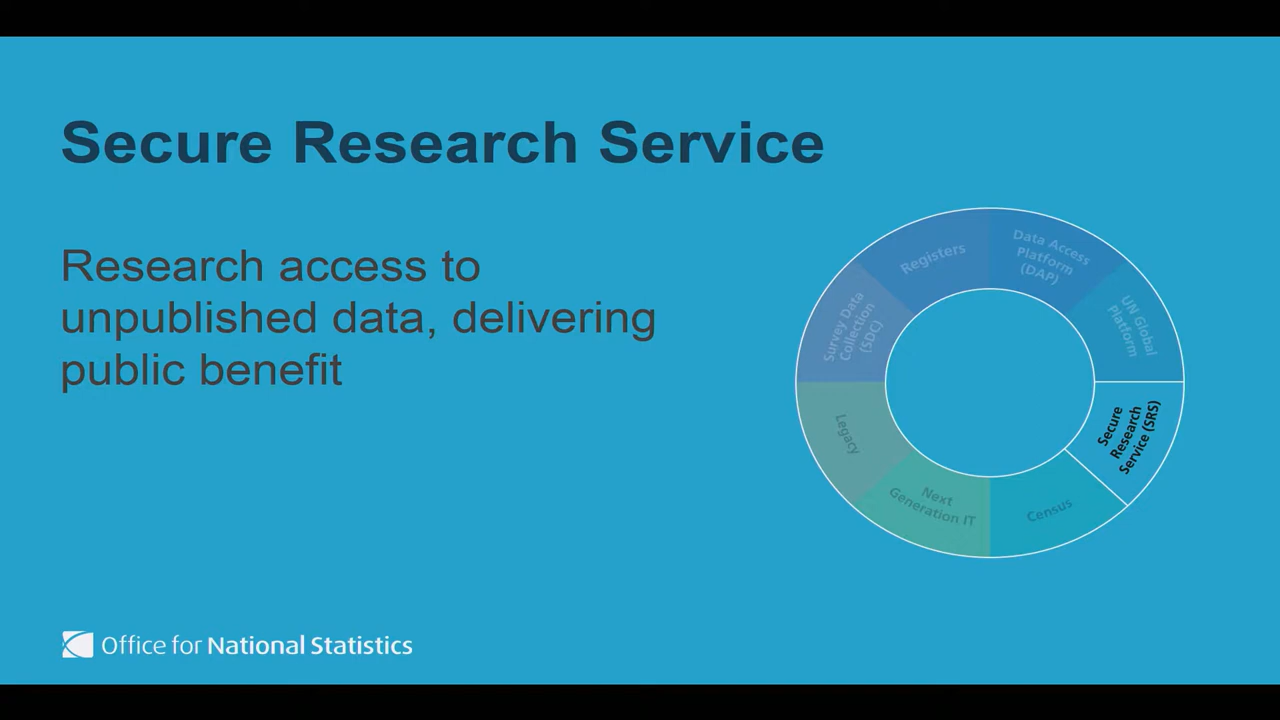 Secure Research Service
Research access to
unpublished data, delivering
public benefit
Registers
Data Access
Platform
(DAP)
UN Global
Platform
Secure
Research
Service (SRS)
Census
Next
Generation IT
Legacy
Survey Data
Collection
(SDC)
Office for National Statistics